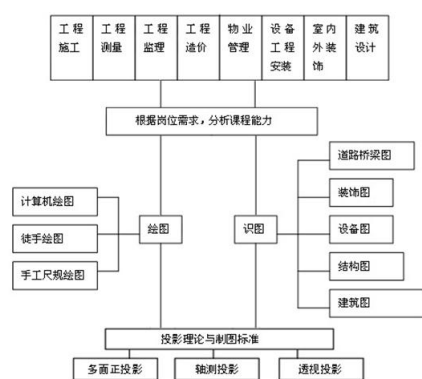 工程施工
工程测量
工程监理
工程造价
物业管理
设备工程安装
室内外装饰
建筑设计
根据岗位需求，分析课程能力
计算机绘图
徒手绘图
手工尺规绘图
绘图
识图
道路桥梁图
装饰图
设备图
结构图
建筑图
投影理论与制图标准
多面正投影
轴测投影
透视投影